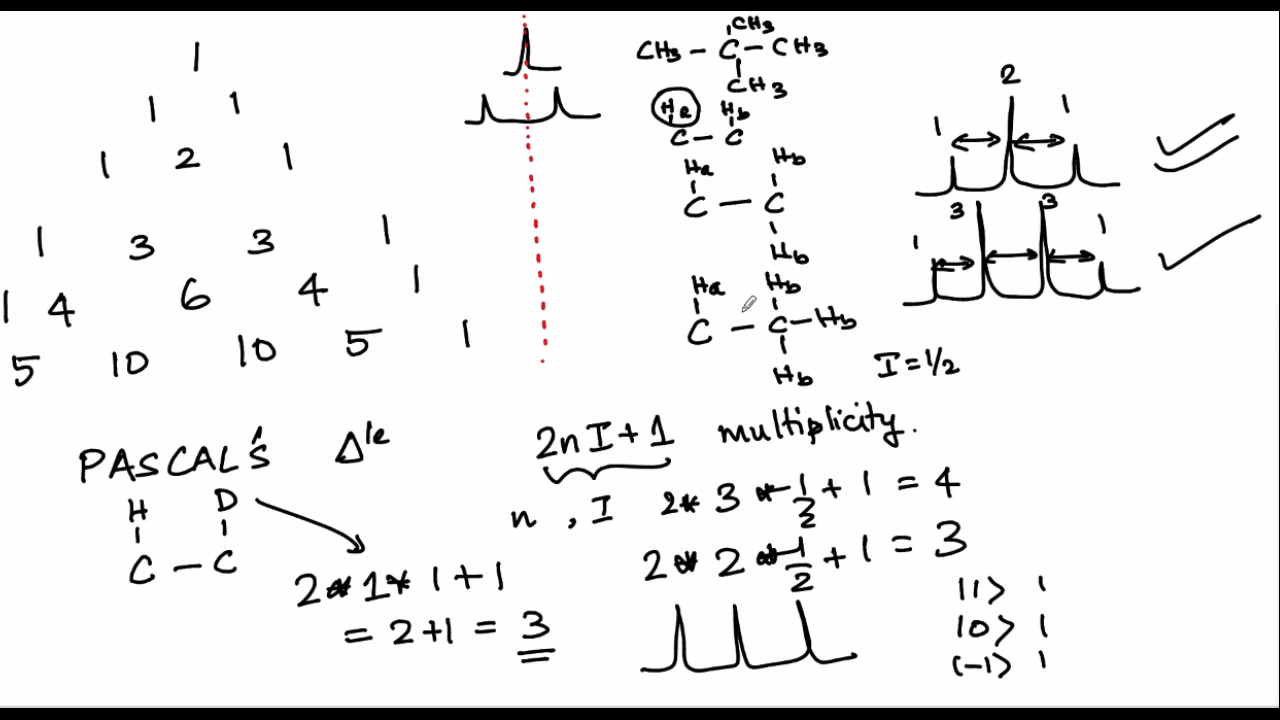 1
1 1
1 2 1
1 3 3 1
1 4 6 4 1
5 10 10 5 1
PASCAL'S Δle
H D
C – C
2 * 1 * 1 + 1
= 2 + 1 = 3
CH3
CH3 – C – CH3
CH3
Ha Hb
C – C
Ha Hb
C – C
Hb
Ha Hb
C – C – Hb
Hb
2
1 1
3 3
1 1
I = 1/2
2nI + 1 multiplicity.
n , I 2 * 3 * 1/2 + 1 = 4
2 * 2 * 1/2 + 1 = 3
|1> 1
|0> 1
|-1> 1